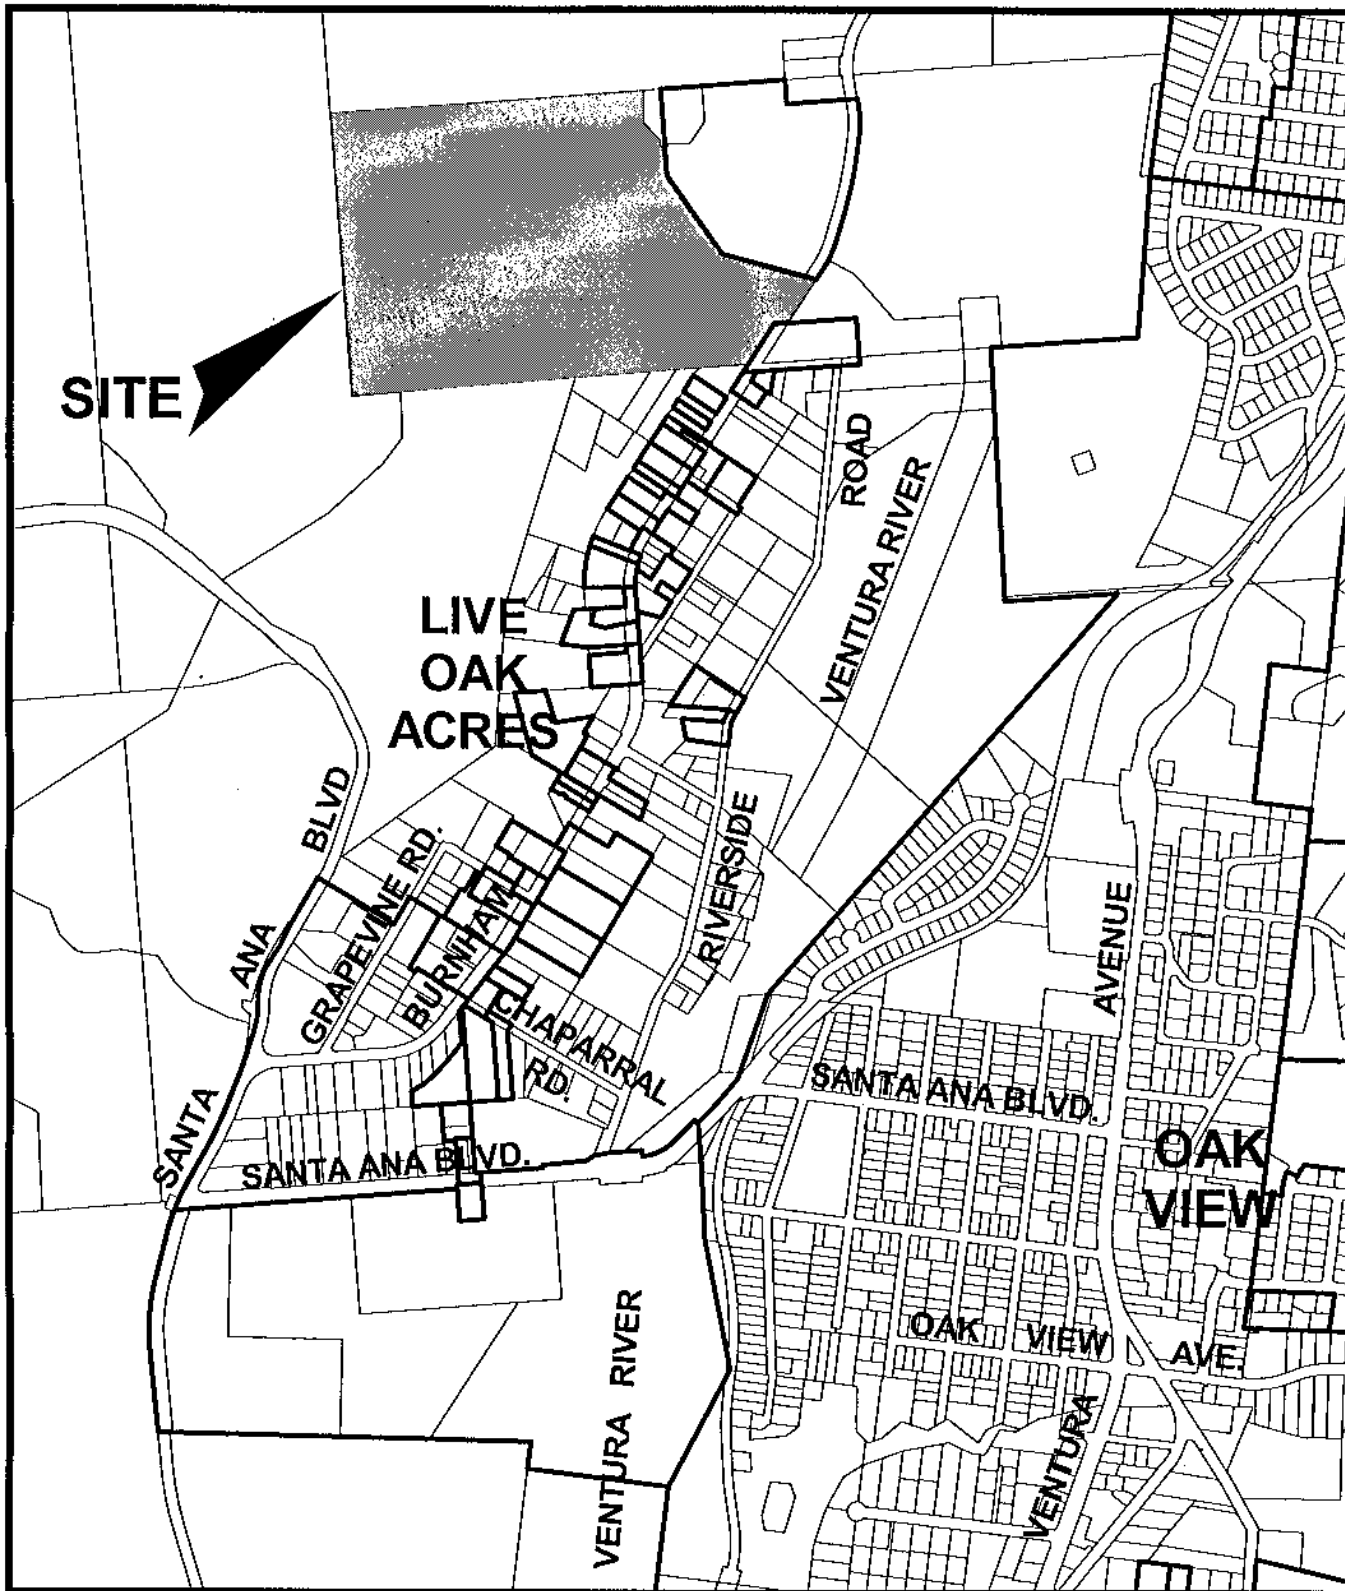 SITE
ROAD
VENTURA RIVER
LIVE
OAK
ACRES
SANTA ANA BLVD
GRAPEVINE RD.
BURNHAM
RIVERSIDE
CHAPARRAL
RD.
AVENUE
SANTA ANA BLVD.
SANTA ANA BLVD.
OAK
VIEW
OAK VIEW AVE.
VENTURA RIVER
VENTURA